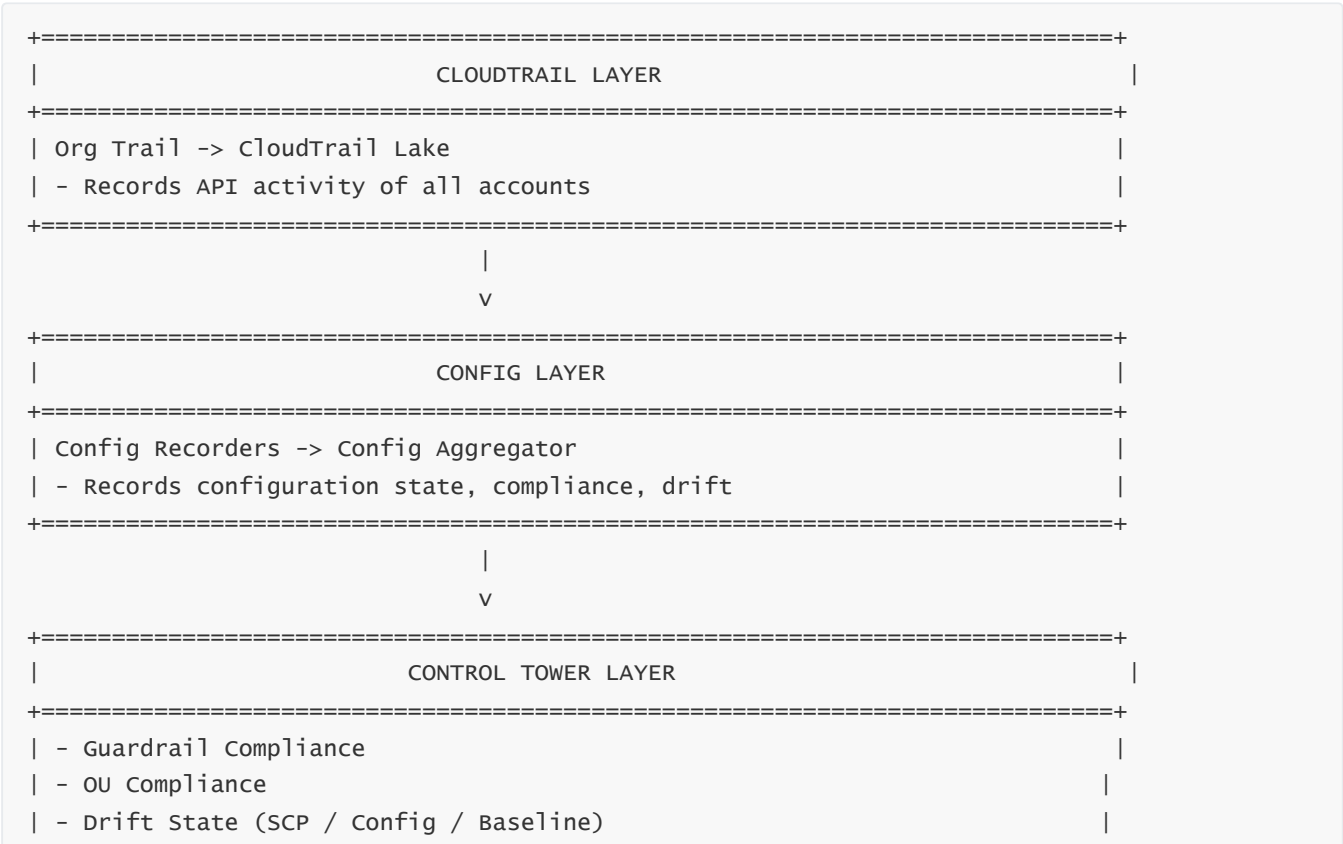 +============================================================================+
|                            CLOUDTRAIL LAYER                                 |
+============================================================================+
| Org Trail -> CloudTrail Lake                                               |
| - Records API activity of all accounts                                     |
+============================================================================+
                                |
                                v
+============================================================================+
|                            CONFIG LAYER                                    |
+============================================================================+
| Config Recorders -> Config Aggregator                                      |
| - Records configuration state, compliance, drift                           |
+============================================================================+
                                |
                                v
+============================================================================+
|                          CONTROL TOWER LAYER                                |
+============================================================================+
| - Guardrail Compliance                                                     |
| - OU Compliance                                                           |
| - Drift State (SCP / Config / Baseline)                                   |